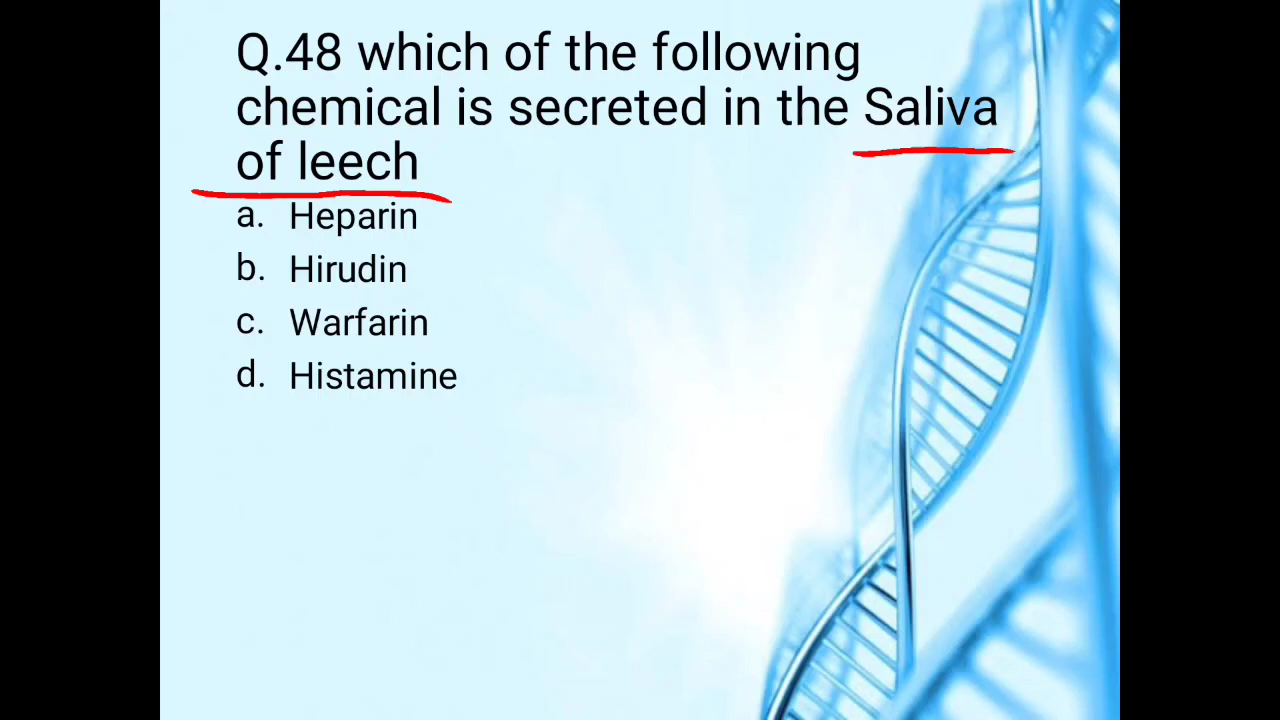 Q.48 which of the following
chemical is secreted in the Saliva
of leech
a. Heparin
b. Hirudin
c. Warfarin
d. Histamine